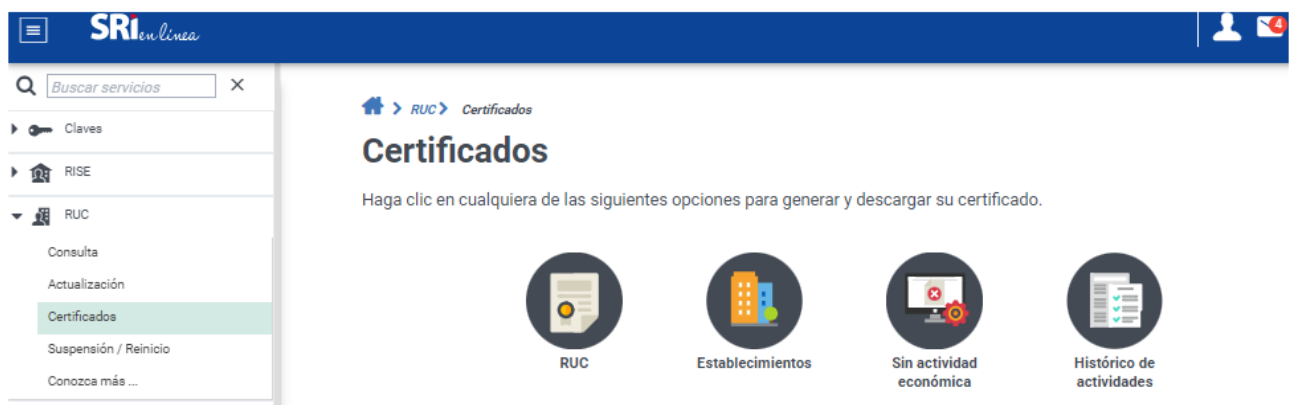 SRi en línea
4
Buscar servicios
Claves
RISE
RUC
Consulta
Actualización
Certificados
Suspensión / Reinicio
Conozca más ...
RUC Certificados
Certificados
Haga clic en cualquiera de las siguientes opciones para generar y descargar su certificado.
RUC
Establecimientos
Sin actividad
económica
Histórico de
actividades